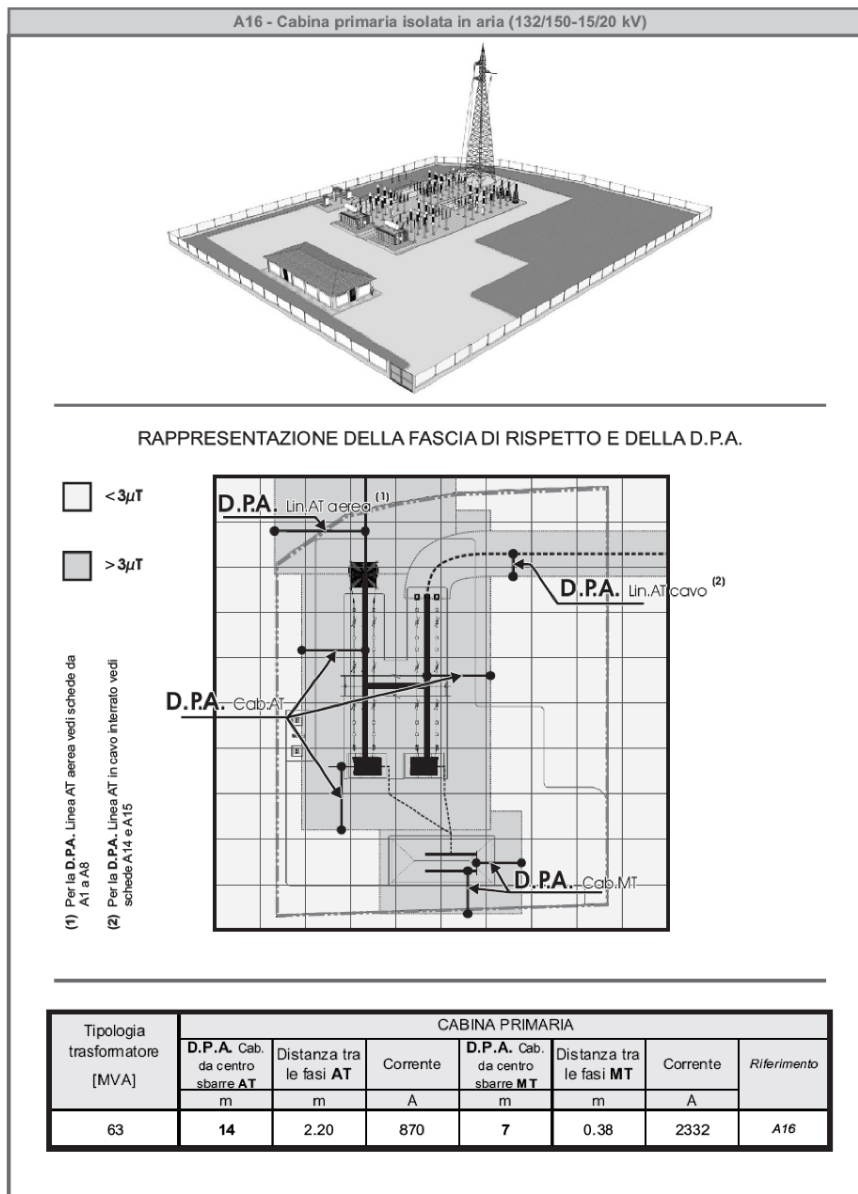 A16 - Cabina primaria isolata in aria (132/150-15/20 kV)
RAPPRESENTAZIONE DELLA FASCIA DI RISPETTO E DELLA D.P.A.
< 3µT
> 3µT
D.P.A. Lin.AT aerea (1)
D.P.A. Lin.AT cavo (2)
D.P.A. Cab.AT
D.P.A. Cab.MT
(1) Per la D.P.A. Linea AT aerea vedi schede da
A1 a A8
(2) Per la D.P.A. Linea AT in cavo interrato vedi
schede A14 e A15
Tipologia
trasformatore
[MVA]
CABINA PRIMARIA
D.P.A. Cab.
da centro
sbarre AT
Distanza tra
le fasi AT
Corrente
D.P.A. Cab.
da centro
sbarre MT
Distanza tra
le fasi MT
Corrente
Riferimento
m m A m m A
63 14 2.20 870 7 0.38 2332 A16